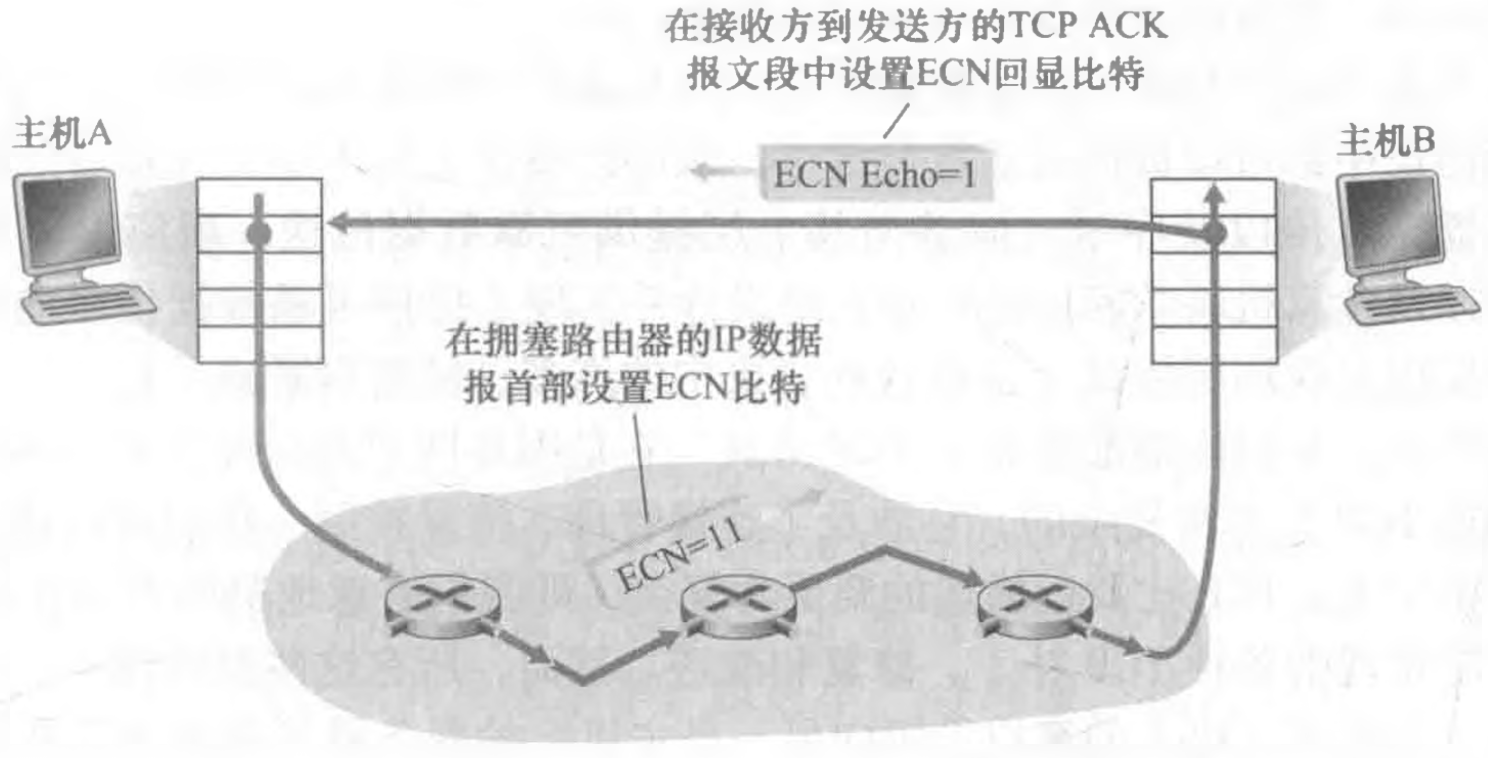 在接收方到发送方的TCP ACK
报文段中设置ECN回显比特
主机A
主机B
ECN Echo=1
在拥塞路由器的IP数据
报首部设置ECN比特
ECN=11